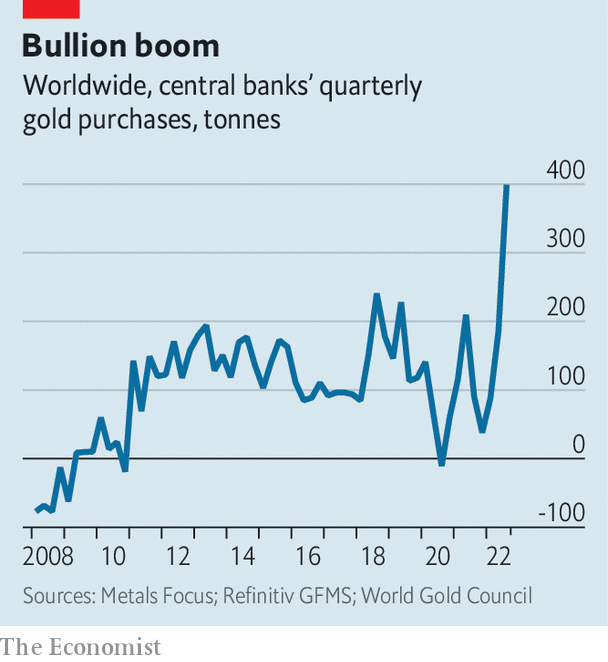 Bullion boom
Worldwide, central banks’ quarterly
gold purchases, tonnes
400
300
200
100
0
-100
2008 10 12 14 16 18 20 22
Sources: Metals Focus; Refinitiv GFMS; World Gold Council
The Economist